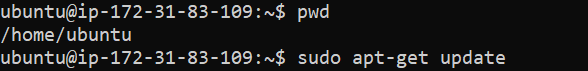 ubuntu@ip-172-31-83-109:~$ pwd
/home/ubuntu
ubuntu@ip-172-31-83-109:~$ sudo apt-get update